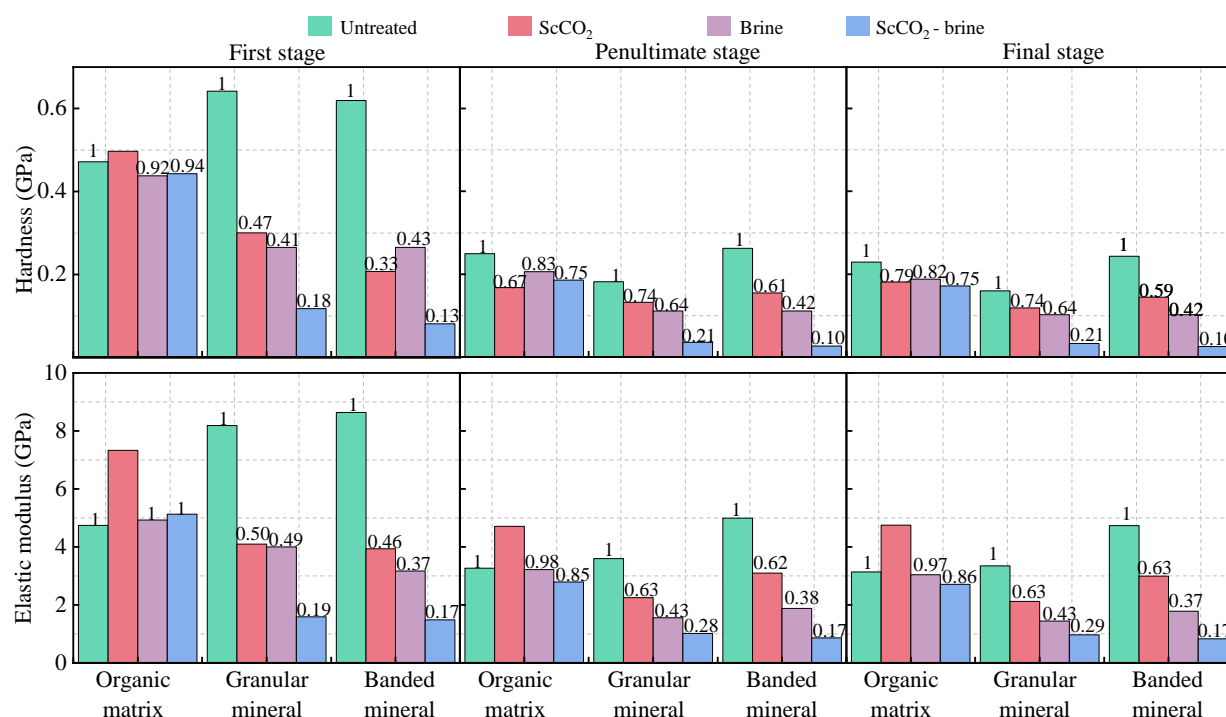 Untreated ScCO₂ Brine ScCO₂ - brine
First stage Penultimate stage Final stage
Hardness (GPa)
0.6
0.4
0.2
1 0.92 0.94 1 0.47 0.41 0.18 1 0.33 0.43 0.13
1 0.67 0.83 0.75 1 0.74 0.64 0.21 1 0.61 0.42 0.10
1 0.79 0.82 0.75 1 0.74 0.64 0.21 1 0.59 0.42 0.10
Elastic modulus (GPa)
10
8
6
4
2
0
1 1 1 1 0.50 0.49 0.19 1 0.46 0.37 0.17
1 0.98 0.85 1 0.63 0.43 0.28 1 0.62 0.38 0.17
1 0.97 0.86 1 0.63 0.43 0.29 1 0.63 0.37 0.17
Organic Granular Banded Organic Granular Banded Organic Granular Banded
matrix mineral mineral matrix mineral mineral matrix mineral mineral